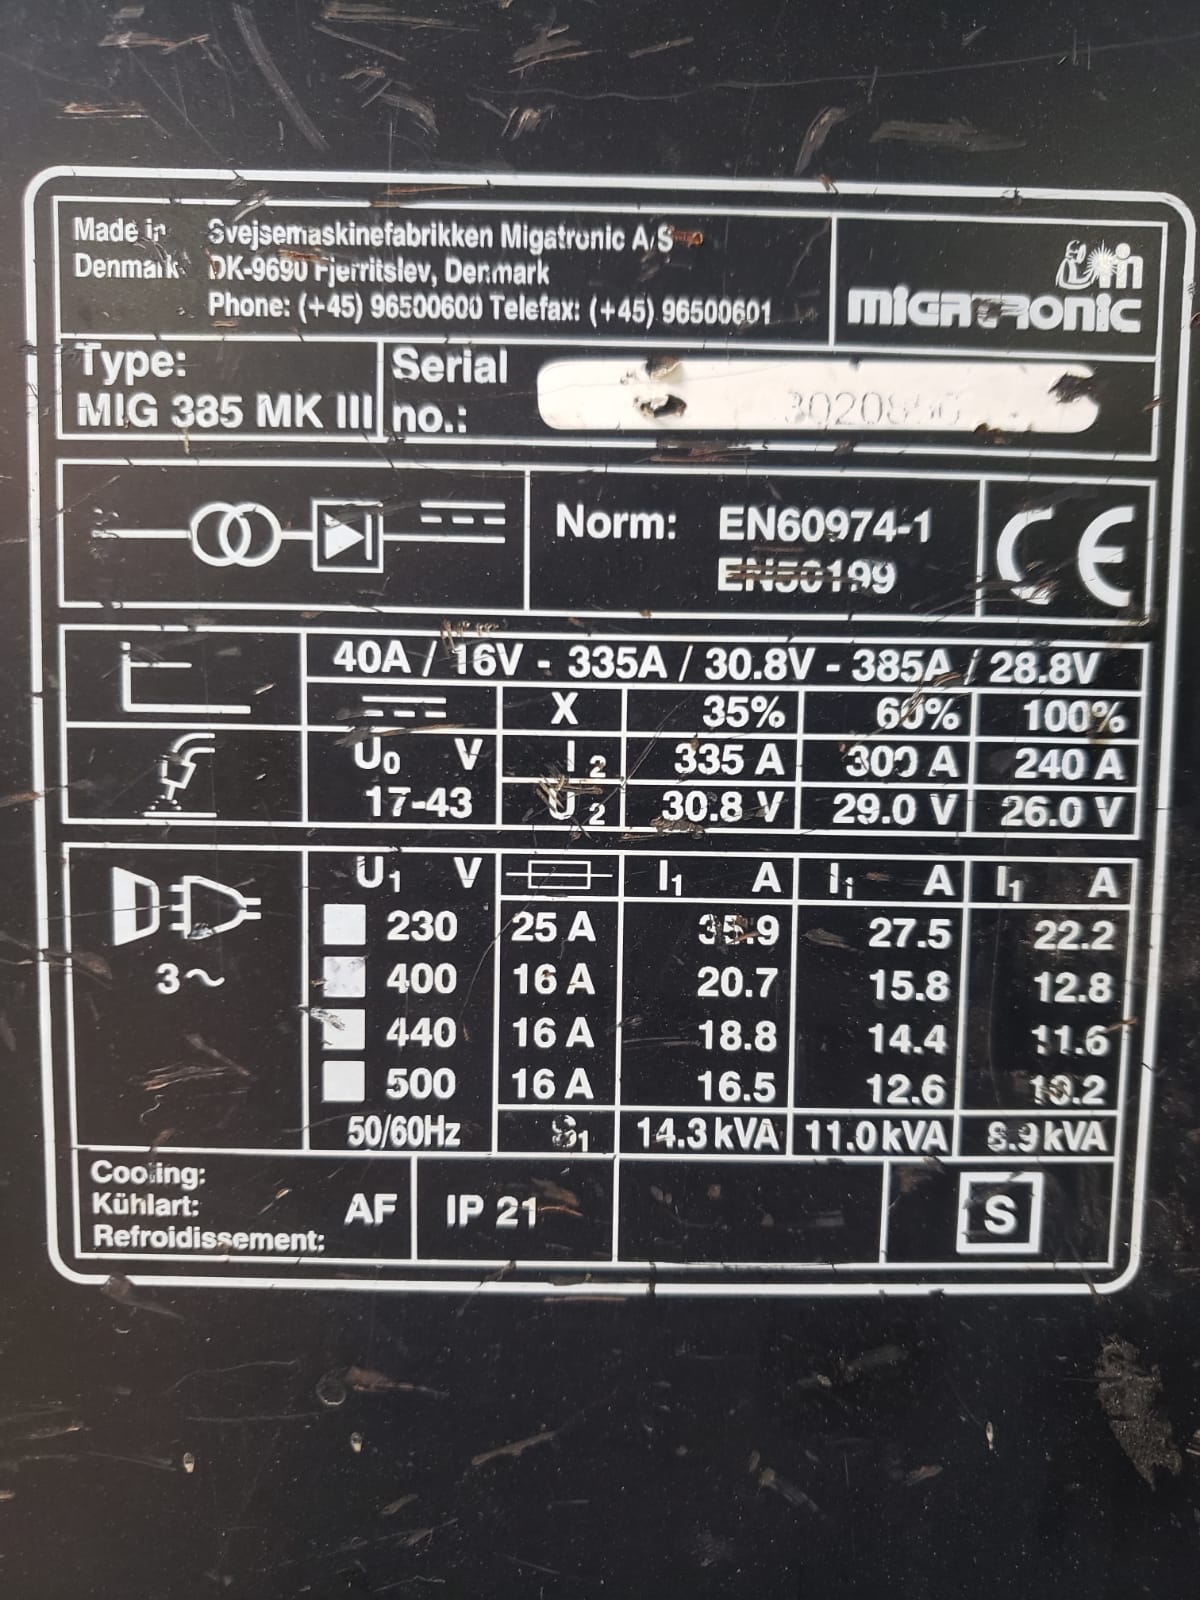 Made in Svejsemaskinefabrikken Migatronic A/S
Denmark DK-9690 Fjerritslev, Denmark
Phone: (+45) 96500600 Telefax: (+45) 96500601
MIGATRONIC
Type: Serial
MIG 385 MK III no.:
Norm: EN60974-1
EN50199
CE
40A / 16V - 335A / 30.8V - 385A / 28.8V
X 35% 60% 100%
U0 V I2 335 A 300 A 240 A
17-43 U2 30.8 V 29.0 V 26.0 V
U1 V I1 A I1 A I1 A
230 25 A 35.9 27.5 22.2
3~ 400 16 A 20.7 15.8 12.8
440 16 A 18.8 14.4 11.6
500 16 A 16.5 12.6 10.2
50/60Hz S1 14.3 kVA 11.0 kVA 8.9 kVA
Cooling:
Kühlart: AF IP 21 S
Refroidissement: